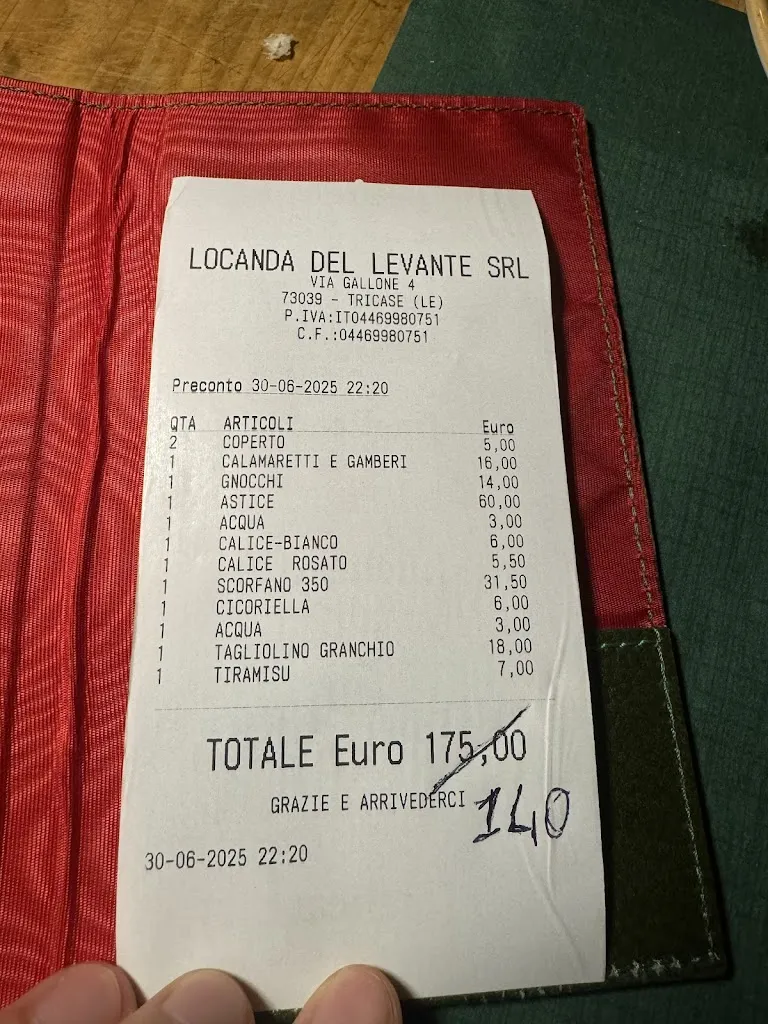 LOCANDA DEL LEVANTE SRL
VIA GALLONE 4
73039 - TRICASE (LE)
P.IVA:IT04469980751
C.F.:04469980751
Preconto 30-06-2025 22:20
QTA ARTICOLI Euro
2 COPERTO 5,00
1 CALAMARETTI E GAMBERI 16,00
1 GNOCCHI 14,00
1 ASTICE 60,00
1 ACQUA 3,00
1 CALICE-BIANCO 6,00
1 CALICE ROSATO 5,50
1 SCORFANO 350 31,50
1 CICORIELLA 6,00
1 ACQUA 3,00
1 TAGLIOLINO GRANCHIO 18,00
1 TIRAMISU 7,00
TOTALE Euro 175,00
GRAZIE E ARRIVEDERCI
140
30-06-2025 22:20